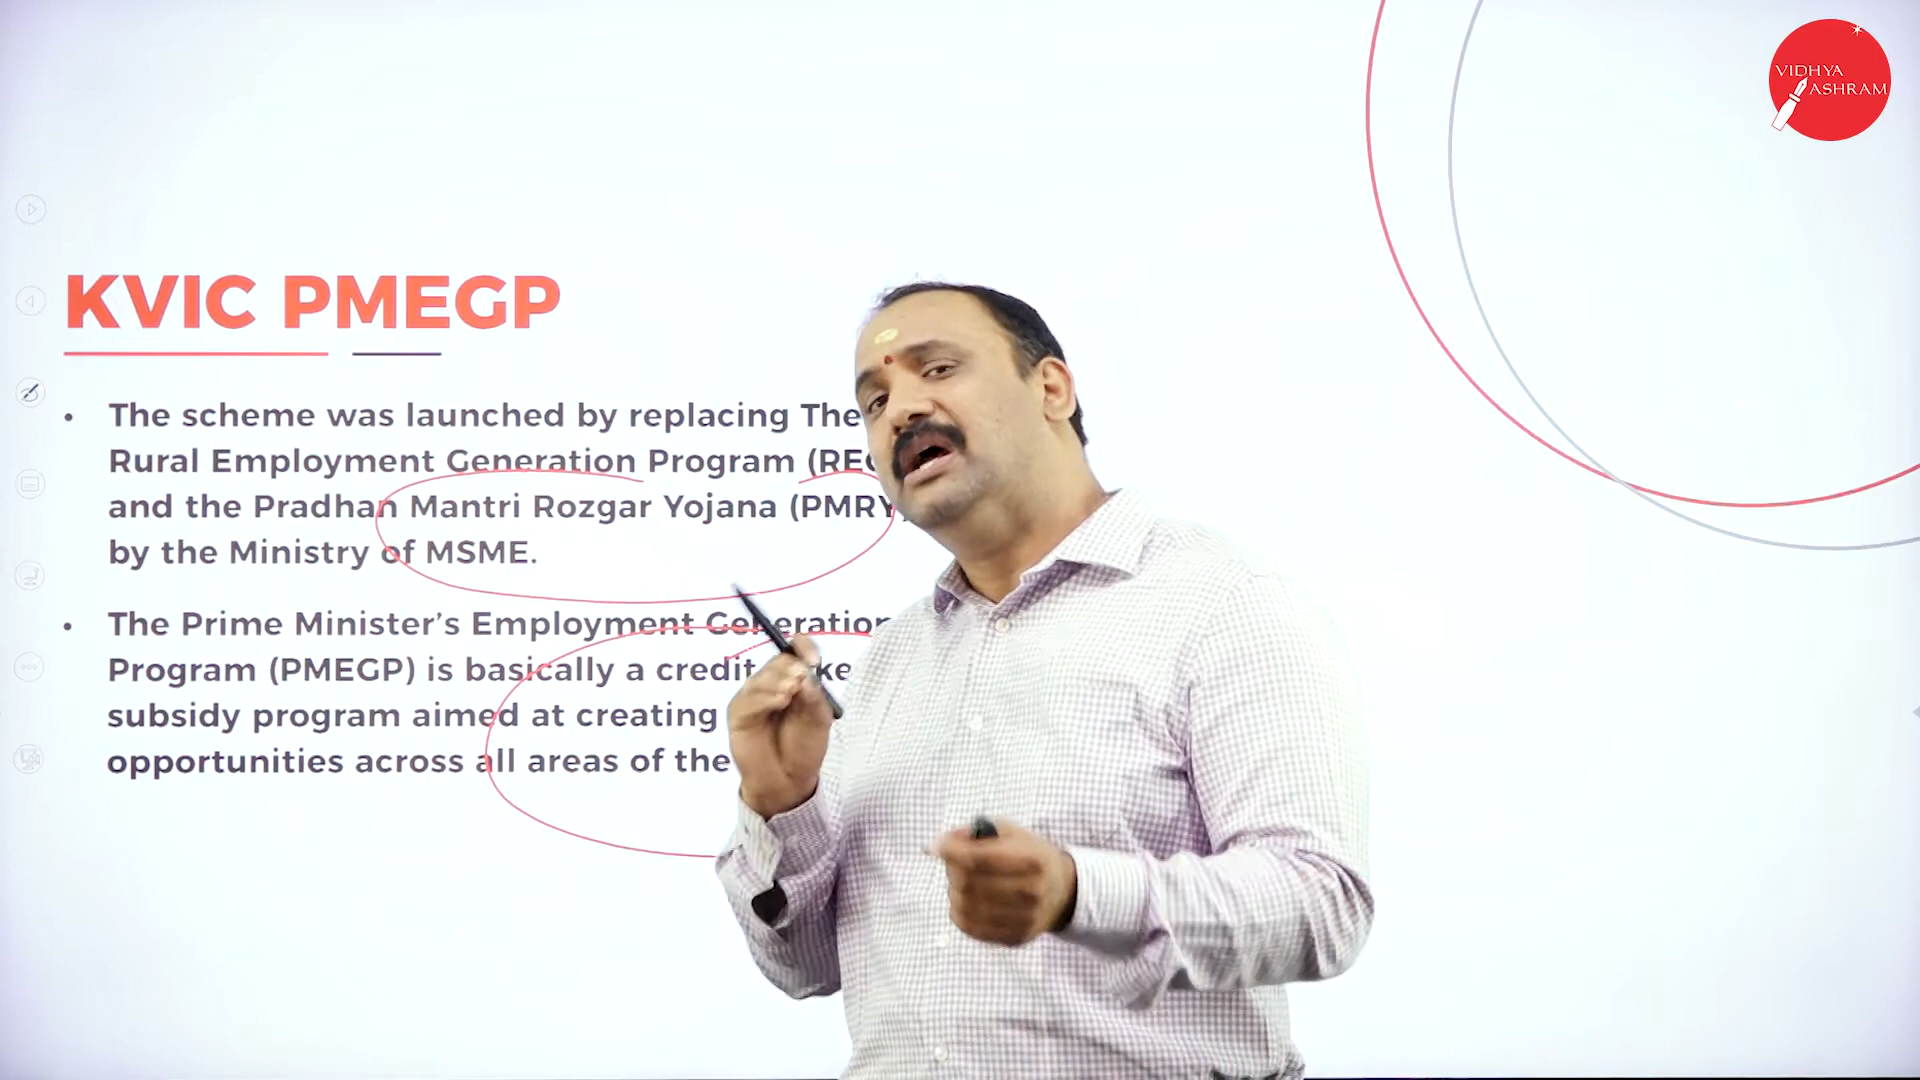 VIDHYA
ASHRAM
KVIC PMEGP
• The scheme was launched by replacing The
Rural Employment Generation Program
and the Pradhan Mantri Rozgar Yojana (PMRY)
by the Ministry of MSME.
• The Prime Minister's Employment Generation
Program (PMEGP) is basically a credit
subsidy program aimed at creating
opportunities across all areas of the